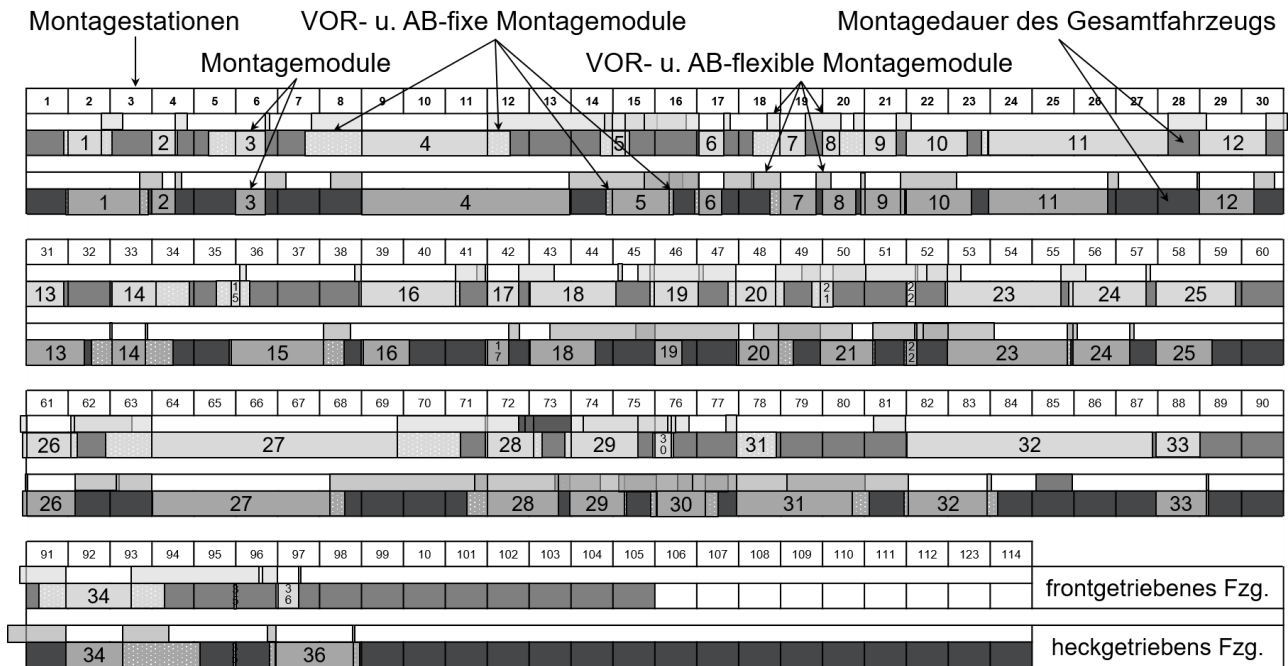 Montagestationen VOR- u. AB-fixe Montagemodule Montagedauer des Gesamtfahrzeugs
Montagemodule VOR- u. AB-flexible Montagemodule
1 2 3 4 5 6 7 8 9 10 11 12 13 14 15 16 17 18 19 20 21 22 23 24 25 26 27 28 29 30
1 2 3 4 5 6 7 8 9 10 11 12
1 2 3 4 5 6 7 8 9 10 11 12
31 32 33 34 35 36 37 38 39 40 41 42 43 44 45 46 47 48 49 50 51 52 23 54 55 56 57 58 59 60
13 14 15 16 17 18 19 20 21 22 23 24 25
13 14 15 16 17 18 19 20 21 22 23 24 25
61 62 63 64 65 66 67 68 69 70 71 72 73 74 75 76 77 78 79 80 81 82 83 84 85 86 87 88 89 90
26 27 28 29 30 31 32 33
26 27 28 29 30 31 32 33
91 92 93 94 95 96 97 98 99 10 101 102 103 104 105 106 107 108 109 110 111 112 123 114
34 36 frontgetriebenes Fzg.
34 36 heckgetriebens Fzg.